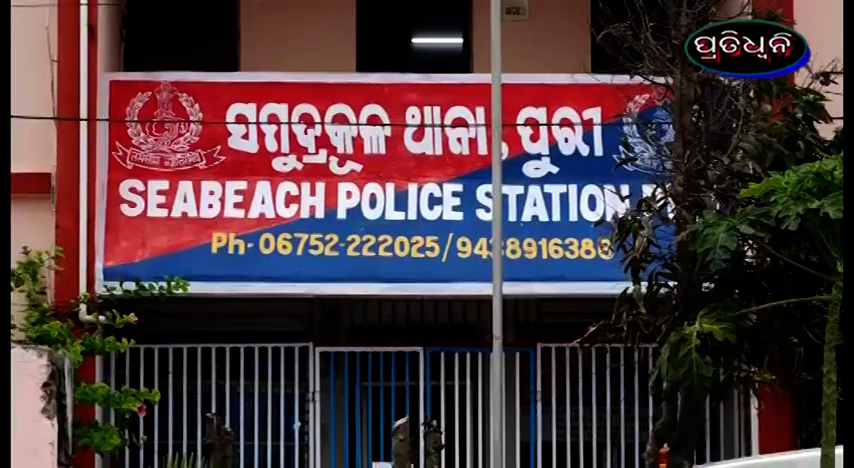 ପ୍ରତିଧ୍ୱନି
ସମୁଦ୍ରକୂଳ ଥାନା, ପୁରୀ
SEABEACH POLICE STATION
Ph- 06752-222025/